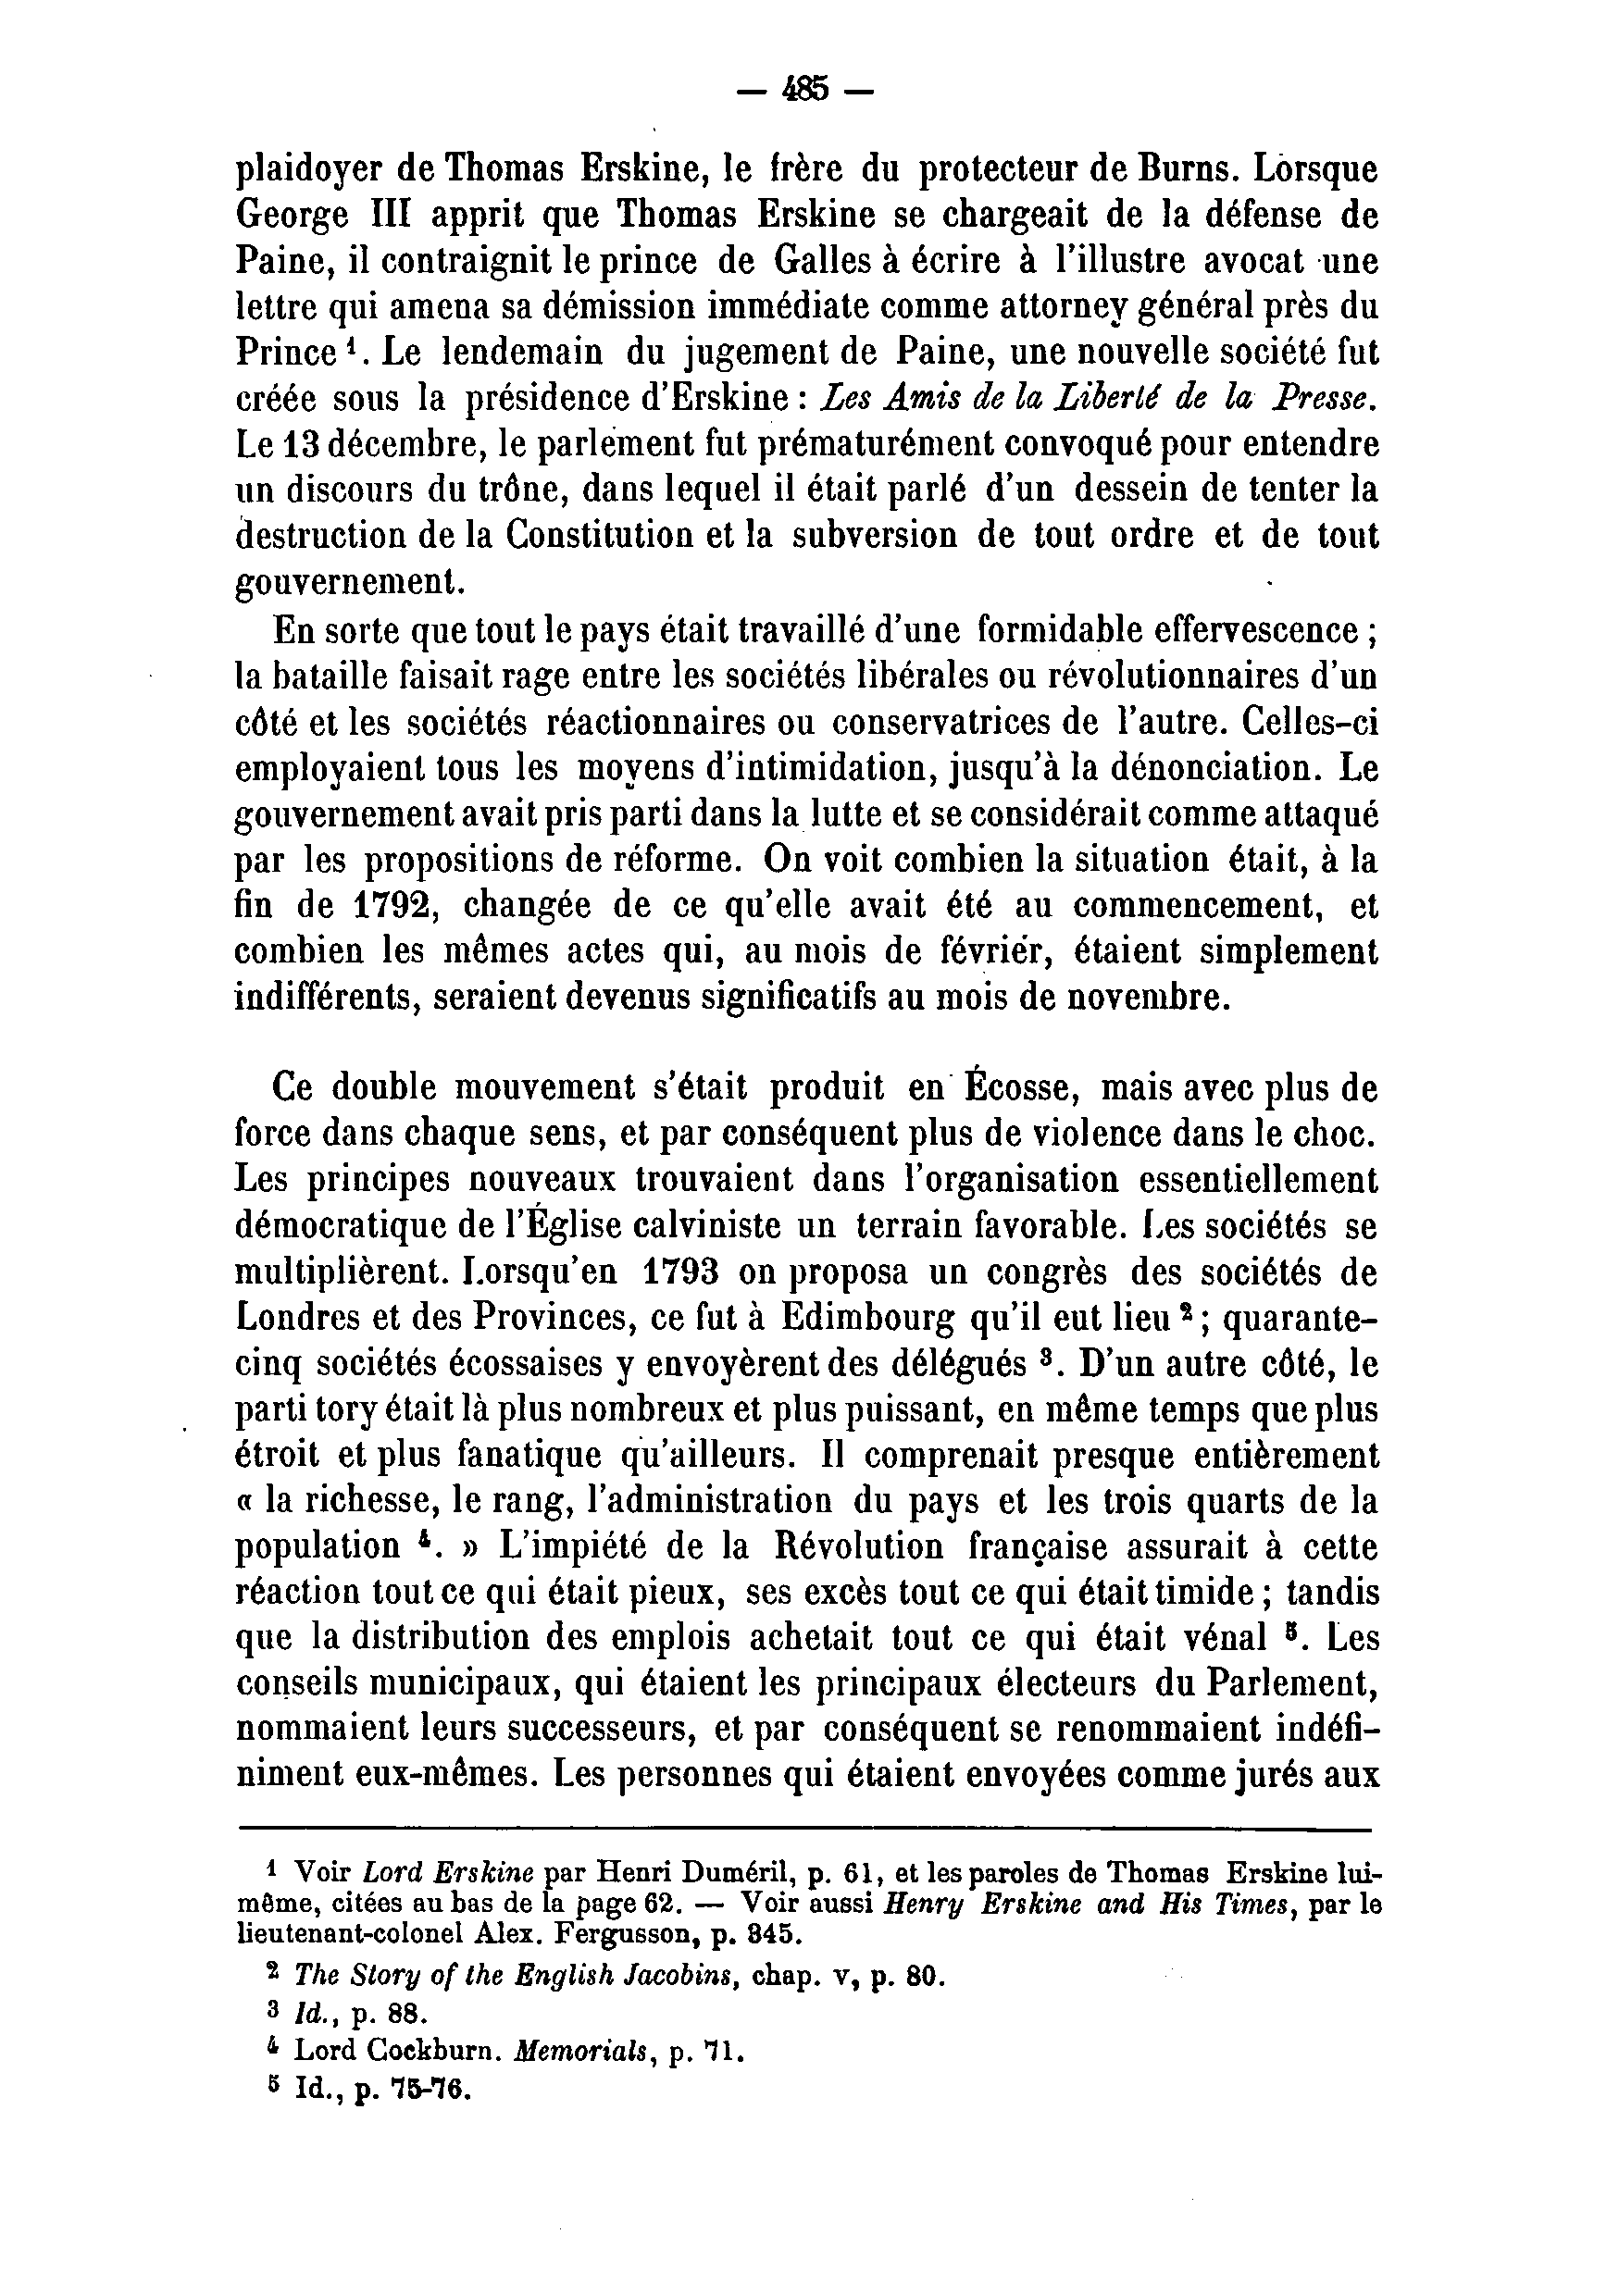 — 485 —
plaidoyer de Thomas Erskine, le frère du protecteur de Burns. Lorsque
George III apprit que Thomas Erskine se chargeait de la défense de
Paine, il contraignit le prince de Galles à écrire à l'illustre avocat une
lettre qui amena sa démission immédiate comme attorney général près du
Prince ¹. Le lendemain du jugement de Paine, une nouvelle société fut
créée sous la présidence d'Erskine : Les Amis de la Liberté de la Presse.
Le 13 décembre, le parlement fut prématurément convoqué pour entendre
un discours du trône, dans lequel il était parlé d'un dessein de tenter la
destruction de la Constitution et la subversion de tout ordre et de tout
gouvernement.
En sorte que tout le pays était travaillé d'une formidable effervescence ;
la bataille faisait rage entre les sociétés libérales ou révolutionnaires d'un
côté et les sociétés réactionnaires ou conservatrices de l'autre. Celles-ci
employaient tous les moyens d'intimidation, jusqu'à la dénonciation. Le
gouvernement avait pris parti dans la lutte et se considérait comme attaqué
par les propositions de réforme. On voit combien la situation était, à la
fin de 1792, changée de ce qu'elle avait été au commencement, et
combien les mêmes actes qui, au mois de février, étaient simplement
indifférents, seraient devenus significatifs au mois de novembre.
Ce double mouvement s'était produit en Écosse, mais avec plus de
force dans chaque sens, et par conséquent plus de violence dans le choc.
Les principes nouveaux trouvaient dans l'organisation essentiellement
démocratique de l'Église calviniste un terrain favorable. Les sociétés se
multiplièrent. Lorsqu'en 1793 on proposa un congrès des sociétés de
Londres et des Provinces, ce fut à Edimbourg qu'il eut lieu ² ; quarante-
cinq sociétés écossaises y envoyèrent des délégués ³. D'un autre côté, le
parti tory était là plus nombreux et plus puissant, en même temps que plus
étroit et plus fanatique qu'ailleurs. Il comprenait presque entièrement
« la richesse, le rang, l'administration du pays et les trois quarts de la
population ⁴. » L'impiété de la Révolution française assurait à cette
réaction tout ce qui était pieux, ses excès tout ce qui était timide ; tandis
que la distribution des emplois achetait tout ce qui était vénal ⁵. Les
conseils municipaux, qui étaient les principaux électeurs du Parlement,
nommaient leurs successeurs, et par conséquent se renommaient indéfi-
niment eux-mêmes. Les personnes qui étaient envoyées comme jurés aux
¹ Voir Lord Erskine par Henri Duméril, p. 61, et les paroles de Thomas Erskine lui-
même, citées au bas de la page 62. — Voir aussi Henry Erskine and His Times, par le
lieutenant-colonel Alex. Fergusson, p. 345.
² The Story of the English Jacobins, chap. v, p. 80.
³ Id., p. 88.
⁴ Lord Cockburn. Memorials, p. 71.
⁵ Id., p. 75-76.